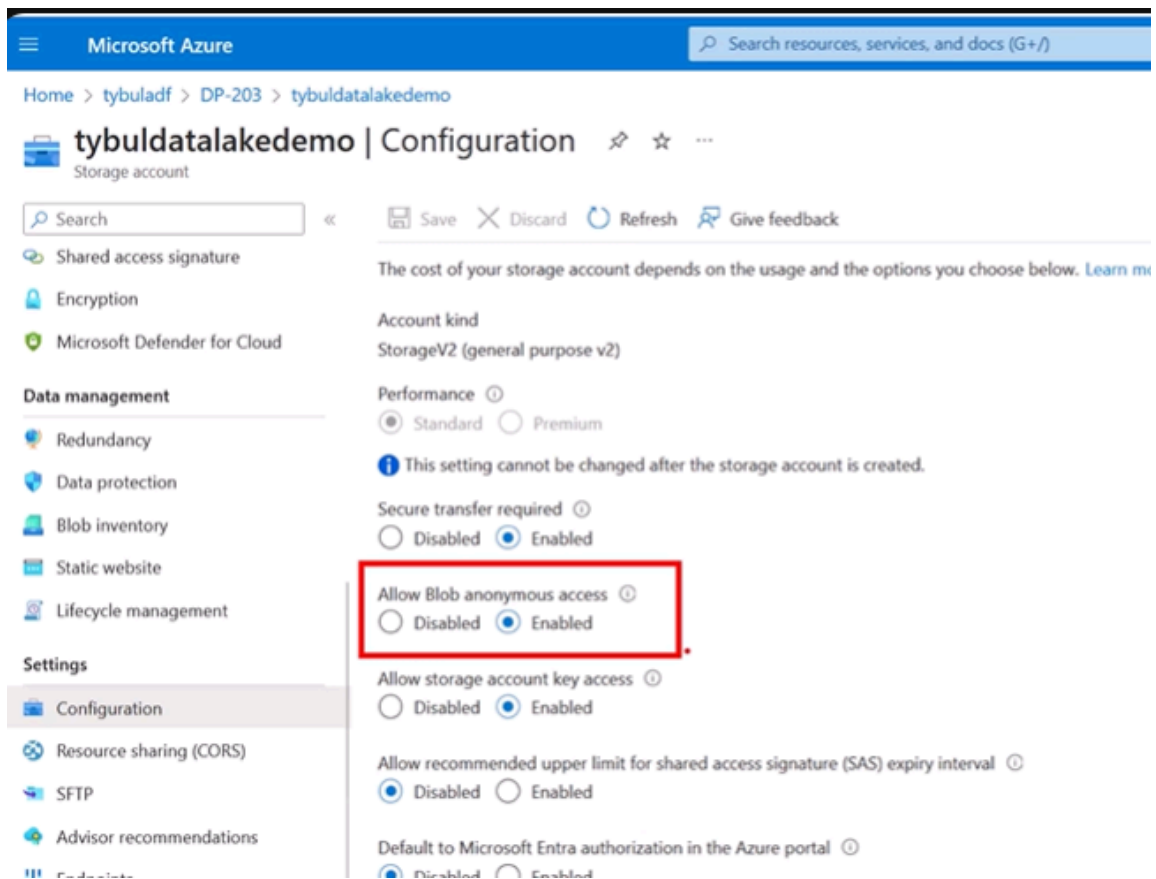 Microsoft Azure
Search resources, services, and docs (G+/)
Home > tybuladf > DP-203 > tybuldatalakedemo
tybuldatalakedemo | Configuration
Storage account
Search
Save Discard Refresh Give feedback
Shared access signature
Encryption
Microsoft Defender for Cloud
Data management
Redundancy
Data protection
Blob inventory
Static website
Lifecycle management
Settings
Configuration
Resource sharing (CORS)
SFTP
Advisor recommendations
Endpoints
The cost of your storage account depends on the usage and the options you choose below. Learn
Account kind
StorageV2 (general purpose v2)
Performance
Standard Premium
This setting cannot be changed after the storage account is created.
Secure transfer required
Disabled Enabled
Allow Blob anonymous access
Disabled Enabled
Allow storage account key access
Disabled Enabled
Allow recommended upper limit for shared access signature (SAS) expiry interval
Disabled Enabled
Default to Microsoft Entra authorization in the Azure portal
Disabled Enabled